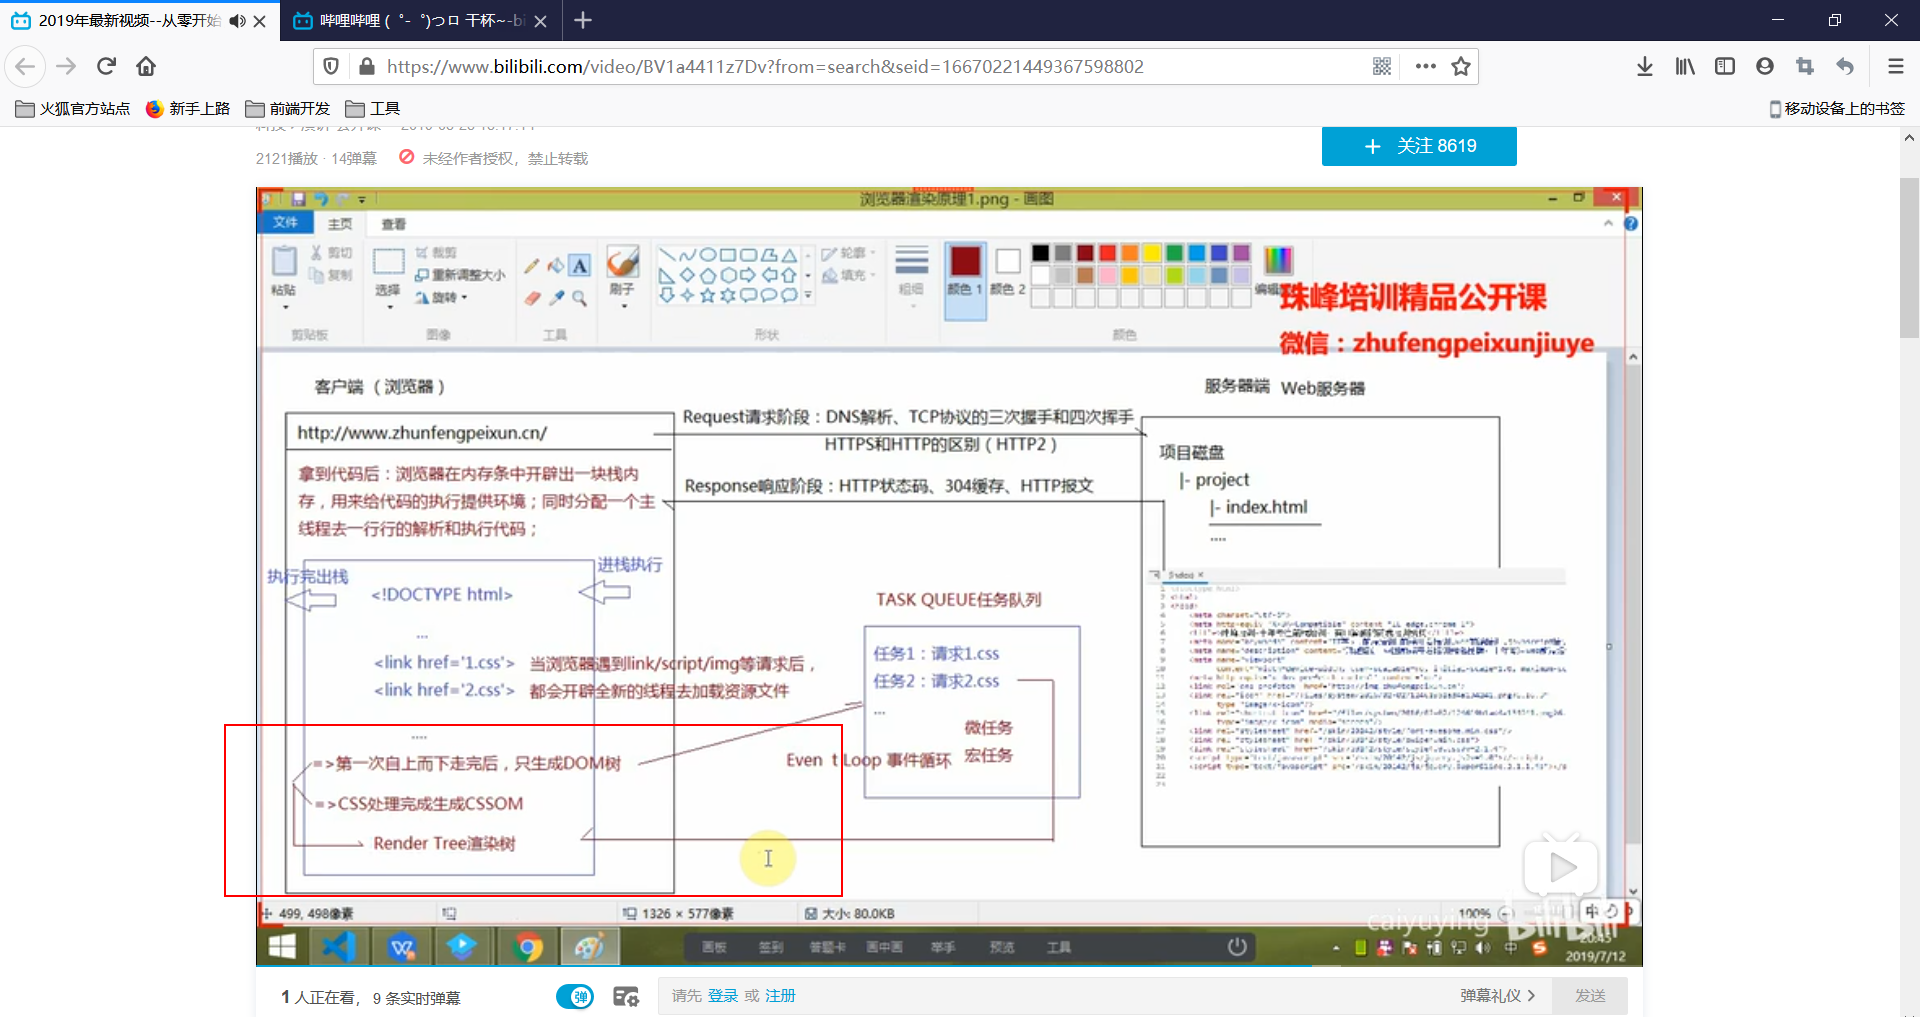 2019年最新视频--从零开始
哔哩哔哩 ( ゜- ゜)つロ 干杯~-bi
https://www.bilibili.com/video/BV1a4411z7Dv?from=search&seid=16670221449367598802
火狐官方站点 新手上路 前端开发 工具 移动设备上的书签
2121播放 · 14弹幕 未经作者授权，禁止转载
+ 关注 8619
浏览器渲染原理1.png - 画图
文件 主页 查看
剪切 裁剪 轮廓
复制 重新调整大小 填充
粘贴 选择 旋转 刷子 粗细 颜色 1 颜色 2 编辑
剪贴板 图像 工具 形状 颜色
珠峰培训精品公开课
微信：zhufengpeixunjiuye
客户端（浏览器） 服务器端 Web服务器
Request请求阶段：DNS解析、TCP协议的三次握手和四次挥手
http://www.zhunfengpeixun.cn/
HTTPS和HTTP的区别（HTTP2）
项目磁盘
拿到代码后：浏览器在内存条中开辟出一块栈内
存，用来给代码的执行提供环境；同时分配一个主
线程去一行行的解析和执行代码；
Response响应阶段：HTTP状态码、304缓存、HTTP报文
|- project
|- index.html
....
执行完出栈
进栈执行
<!DOCTYPE html>
...
<link href='1.css'>
<link href='2.css'>
当浏览器遇到link/script/img等请求后，
都会开辟全新的线程去加载资源文件
....
TASK QUEUE任务队列
任务1：请求1.css
任务2：请求2.css
...
微任务
宏任务
Even t Loop 事件循环
=>第一次自上而下走完后，只生成DOM树
=>CSS处理完成生成CSSOM
Render Tree渲染树
499, 498像素 1326 × 577像素 大小: 80.0KB 100%
caiyuying bilibili
画板 签到 答题卡 画中画 举手 预览 工具
中
20:45
2019/7/12
1 人正在看， 9 条实时弹幕
弹
请先 登录 或 注册
弹幕礼仪 >
发送